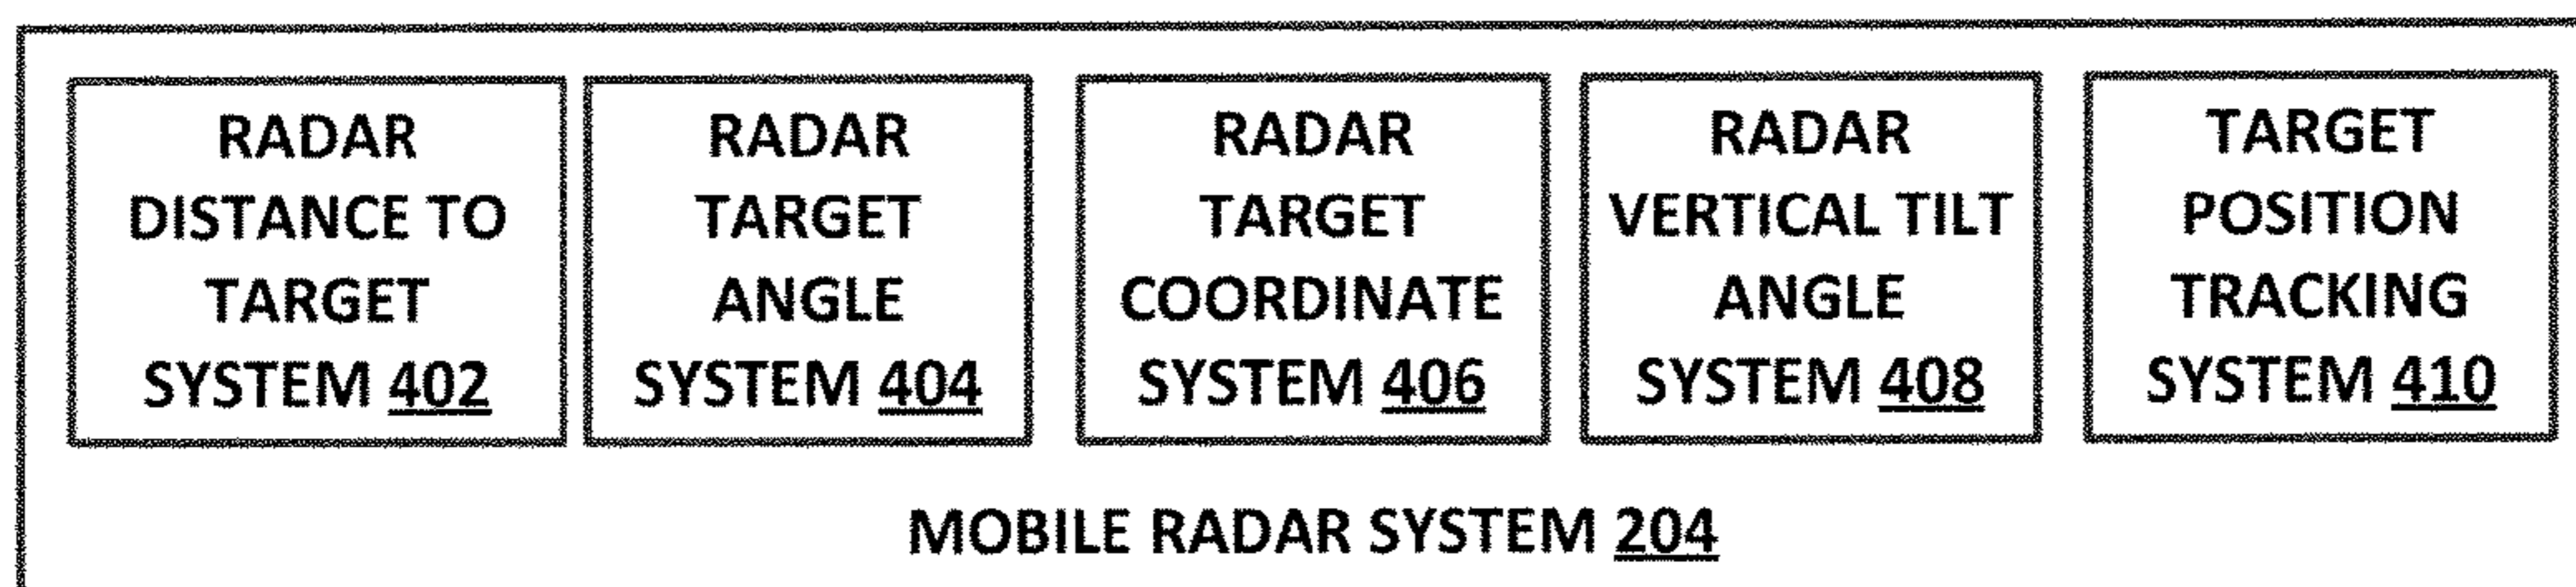 RADAR
DISTANCE TO
TARGET
SYSTEM 402
RADAR
TARGET
ANGLE
SYSTEM 404
RADAR
TARGET
COORDINATE
SYSTEM 406
RADAR
VERTICAL TILT
ANGLE
SYSTEM 408
TARGET
POSITION
TRACKING
SYSTEM 410
MOBILE RADAR SYSTEM 204